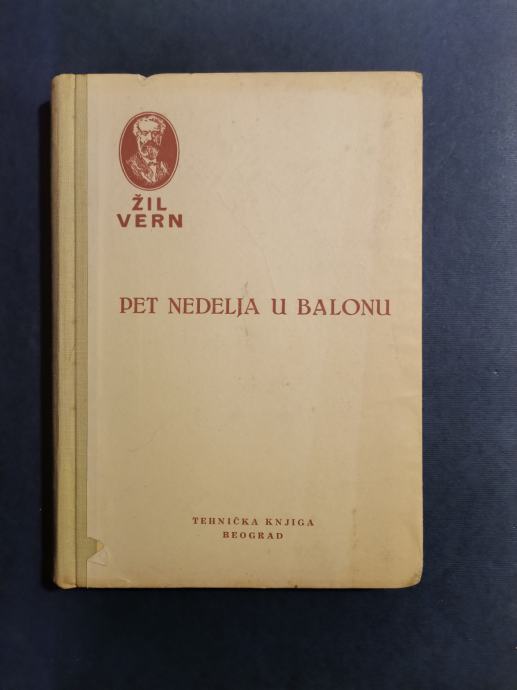 ŽIL
VERN
PET NEDELJA U BALONU
TEHNIČKA KNJIGA
BEOGRAD